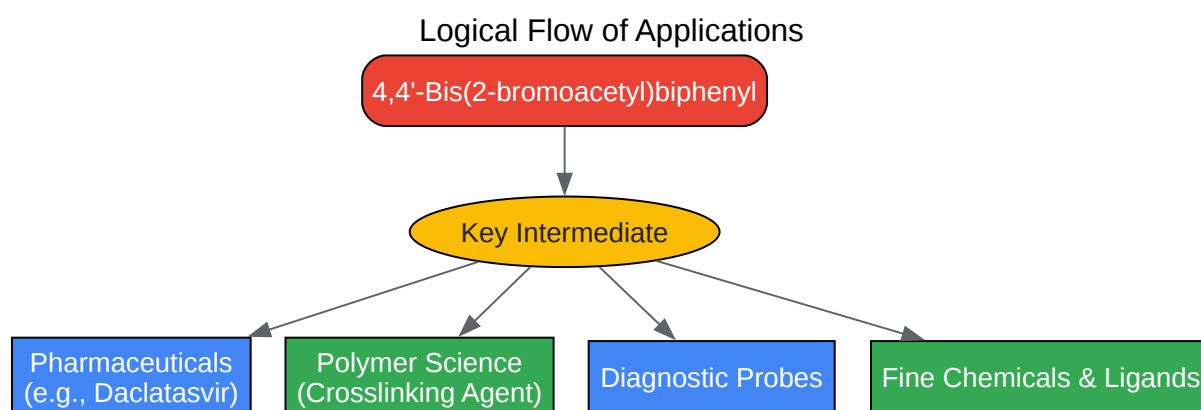 Logical Flow of Applications
4,4'-Bis(2-bromoacetyl)biphenyl
Key Intermediate
Pharmaceuticals
(e.g., Daclatasvir)
Polymer Science
(Crosslinking Agent)
Diagnostic Probes
Fine Chemicals & Ligands